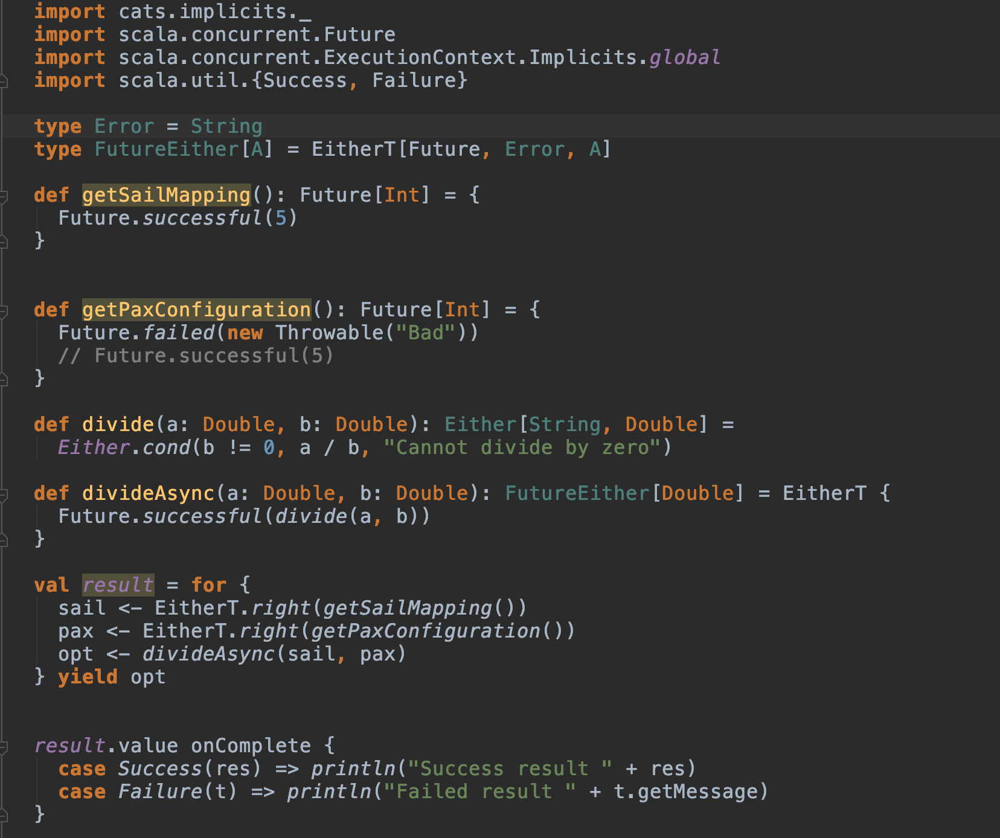 import cats.implicits._
import scala.concurrent.Future
import scala.concurrent.ExecutionContext.Implicits.global
import scala.util.{Success, Failure}
type Error = String
type FutureEither[A] = EitherT[Future, Error, A]
def getSailMapping(): Future[Int] = {
  Future.successful(5)
}
def getPaxConfiguration(): Future[Int] = {
  Future.failed(new Throwable("Bad"))
  // Future.successful(5)
}
def divide(a: Double, b: Double): Either[String, Double] =
  Either.cond(b != 0, a / b, "Cannot divide by zero")
def divideAsync(a: Double, b: Double): FutureEither[Double] = EitherT {
  Future.successful(divide(a, b))
}
val result = for {
  sail <- EitherT.right(getSailMapping())
  pax <- EitherT.right(getPaxConfiguration())
  opt <- divideAsync(sail, pax)
} yield opt
result.value onComplete {
  case Success(res) => println("Success result " + res)
  case Failure(t) => println("Failed result " + t.getMessage)
}